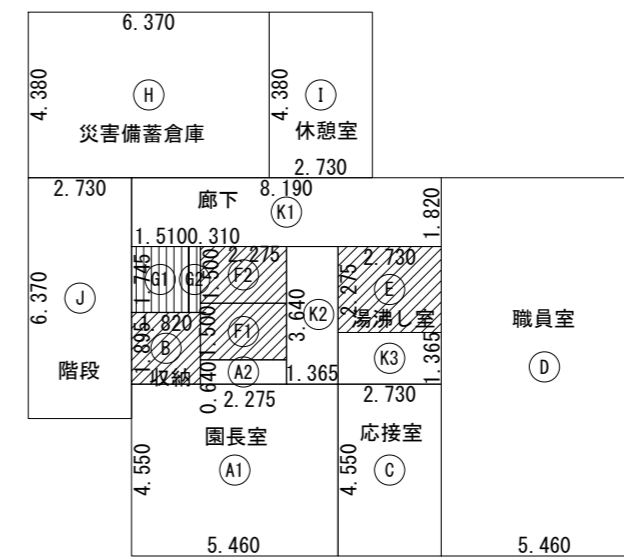 6.370
4.380
H
災害備蓄倉庫
4.380
I
休憩室
2.730
2.730
廊下
8.190
K1
1.820
1.510
0.310
2.275
2.730
1.745
G1
G2
1.500
F2
2.275
E
湯沸し室
6.370
J
階段
1.820
1.895
B
収納
1.500
F1
3.640
K2
K3
1.365
職員室
D
0.640
A2
1.365
2.275
2.730
園長室
応接室
4.550
A1
4.550
C
5.460
5.460